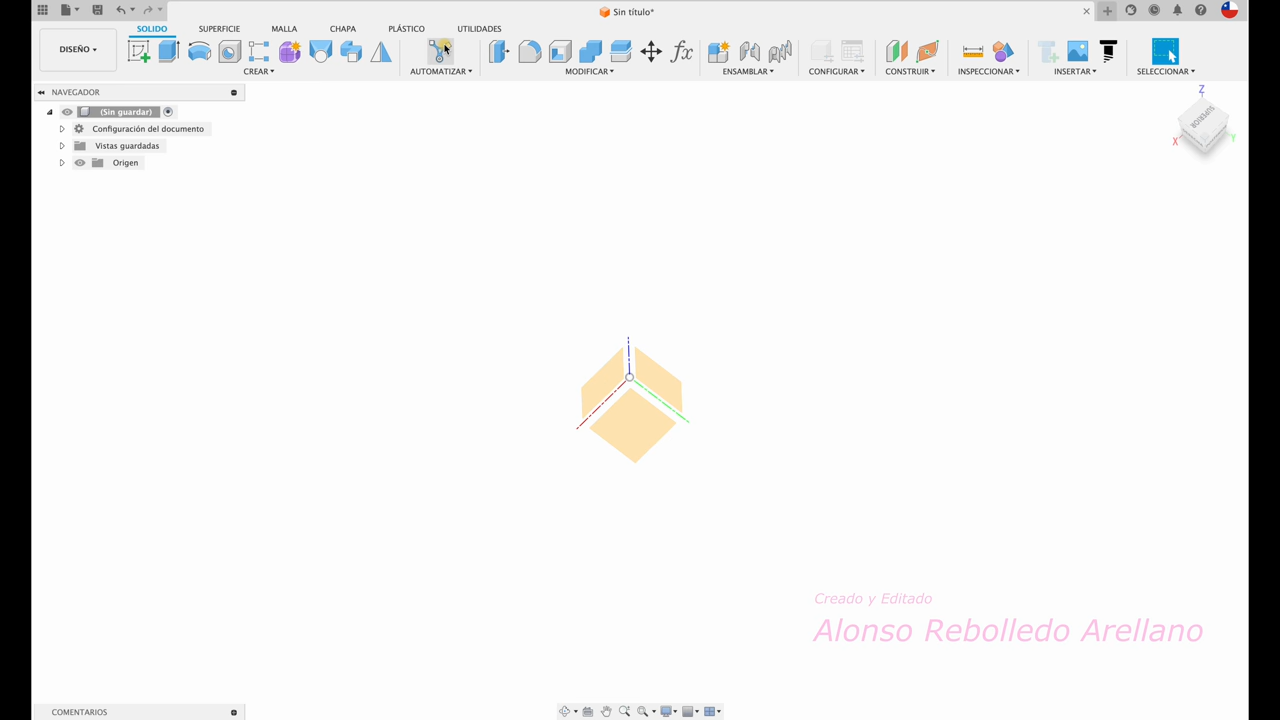 Sin título*
DISEÑO
SOLIDO SUPERFICIE MALLA CHAPA PLÁSTICO UTILIDADES
CREAR AUTOMATIZAR MODIFICAR ENSAMBLAR CONFIGURAR CONSTRUIR INSPECCIONAR INSERTAR SELECCIONAR
NAVEGADOR
(Sin guardar)
Configuración del documento
Vistas guardadas
Origen
Z
SUPERIOR
X
Y
Creado y Editado
Alonso Rebolledo Arellano
COMENTARIOS